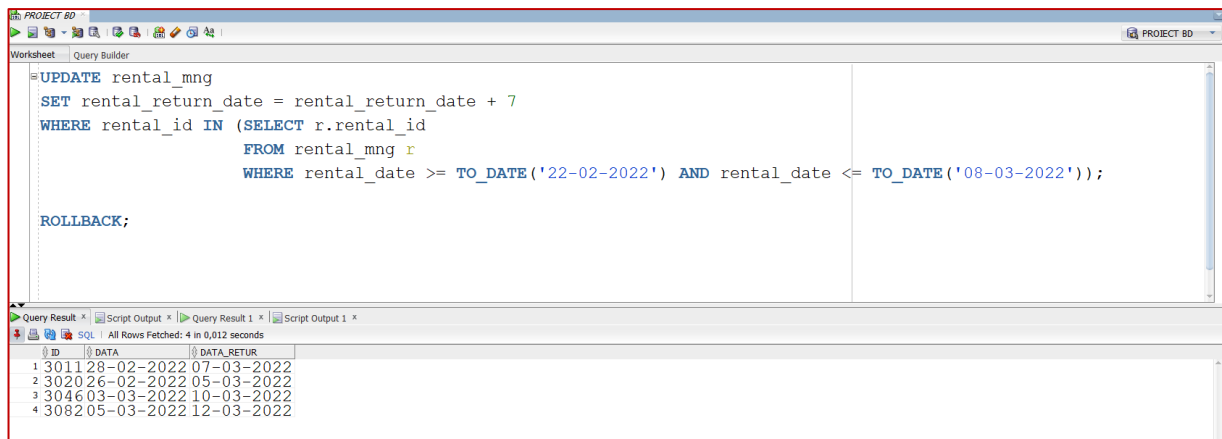 PROJECT BD
PROJECT BD
Worksheet Query Builder
UPDATE rental_mng
SET rental_return_date = rental_return_date + 7
WHERE rental_id IN (SELECT r.rental_id
FROM rental_mng r
WHERE rental_date >= TO_DATE('22-02-2022') AND rental_date <= TO_DATE('08-03-2022'));
ROLLBACK;
Query Result x Script Output x Query Result 1 x Script Output 1 x
SQL | All Rows Fetched: 4 in 0,012 seconds
ID DATA DATA_RETUR
1 3011 28-02-2022 07-03-2022
2 3020 26-02-2022 05-03-2022
3 3046 03-03-2022 10-03-2022
4 3082 05-03-2022 12-03-2022